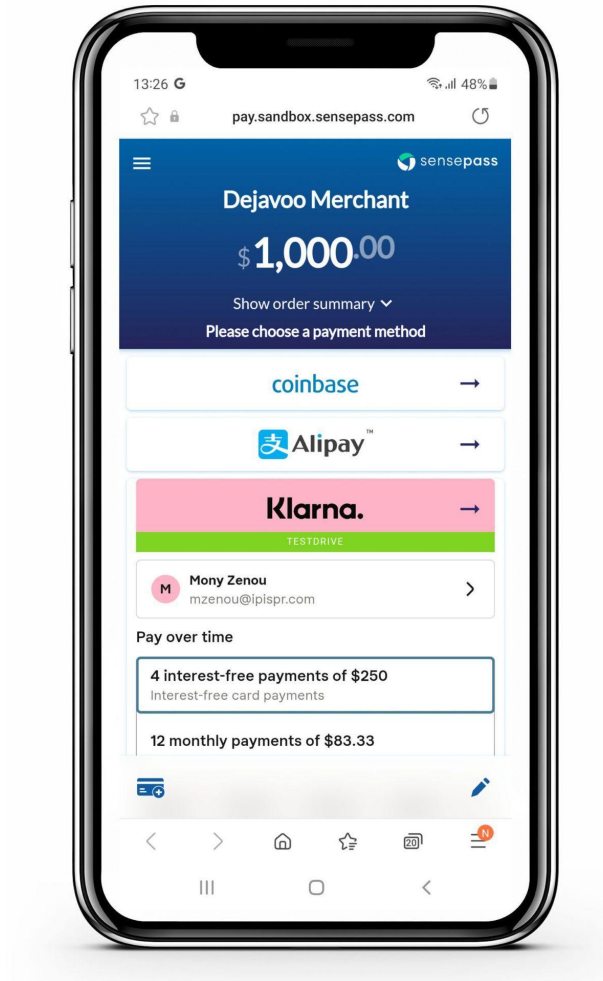 13:26 G
48%
pay.sandbox.sensepass.com
sensepass
Dejavoo Merchant
$1,000.00
Show order summary
Please choose a payment method
coinbase
支 Alipay™
Klarna.
TESTDRIVE
M
Mony Zenou
mzenou@ipispr.com
Pay over time
4 interest-free payments of $250
Interest-free card payments
12 monthly payments of $83.33
20
N